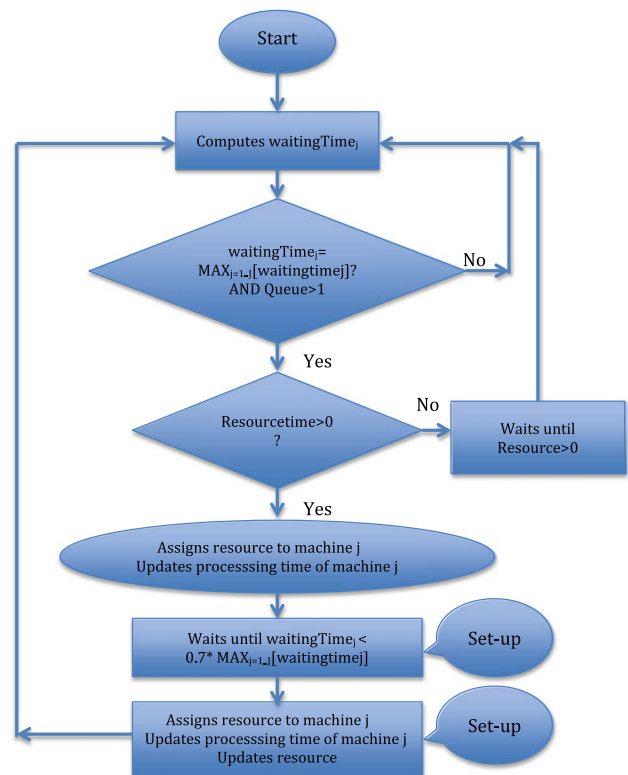 Start
Computes waitingTimej
waitingTimej=
MAXj=1..J[waitingtimej]?
AND Queue>1
No
Yes
Resourcetime>0
?
No
Waits until
Resource>0
Yes
Assigns resource to machine j
Updates processsing time of machine j
Waits until waitingTimej <
0.7* MAXj=1..J[waitingtimej]
Set-up
Assigns resource to machine j
Updates processsing time of machine j
Updates resource
Set-up